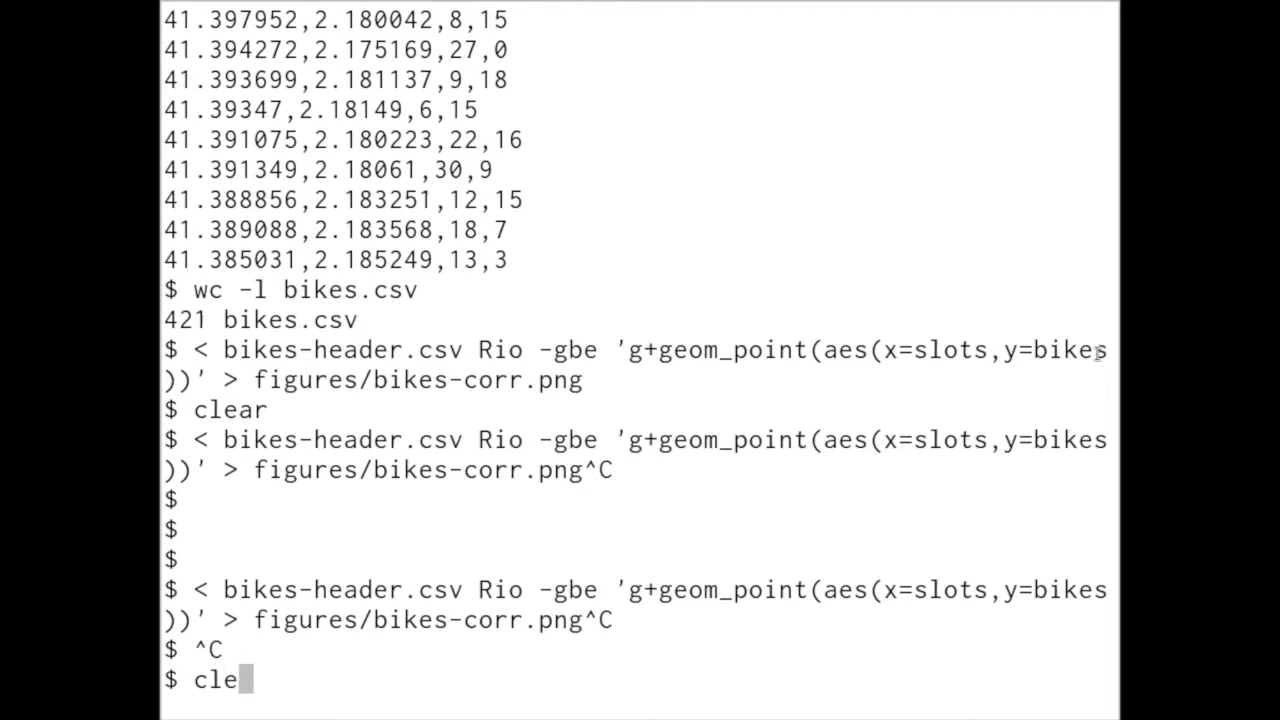 41.397952,2.180042,8,15
41.394272,2.175169,27,0
41.393699,2.181137,9,18
41.39347,2.18149,6,15
41.391075,2.180223,22,16
41.391349,2.18061,30,9
41.388856,2.183251,12,15
41.389088,2.183568,18,7
41.385031,2.185249,13,3
$ wc -l bikes.csv
421 bikes.csv
$ < bikes-header.csv Rio -gbe 'g+geom_point(aes(x=slots,y=bikes
))' > figures/bikes-corr.png
$ clear
$ < bikes-header.csv Rio -gbe 'g+geom_point(aes(x=slots,y=bikes
))' > figures/bikes-corr.png^C
$
$
$
$ < bikes-header.csv Rio -gbe 'g+geom_point(aes(x=slots,y=bikes
))' > figures/bikes-corr.png^C
$ ^C
$ cle